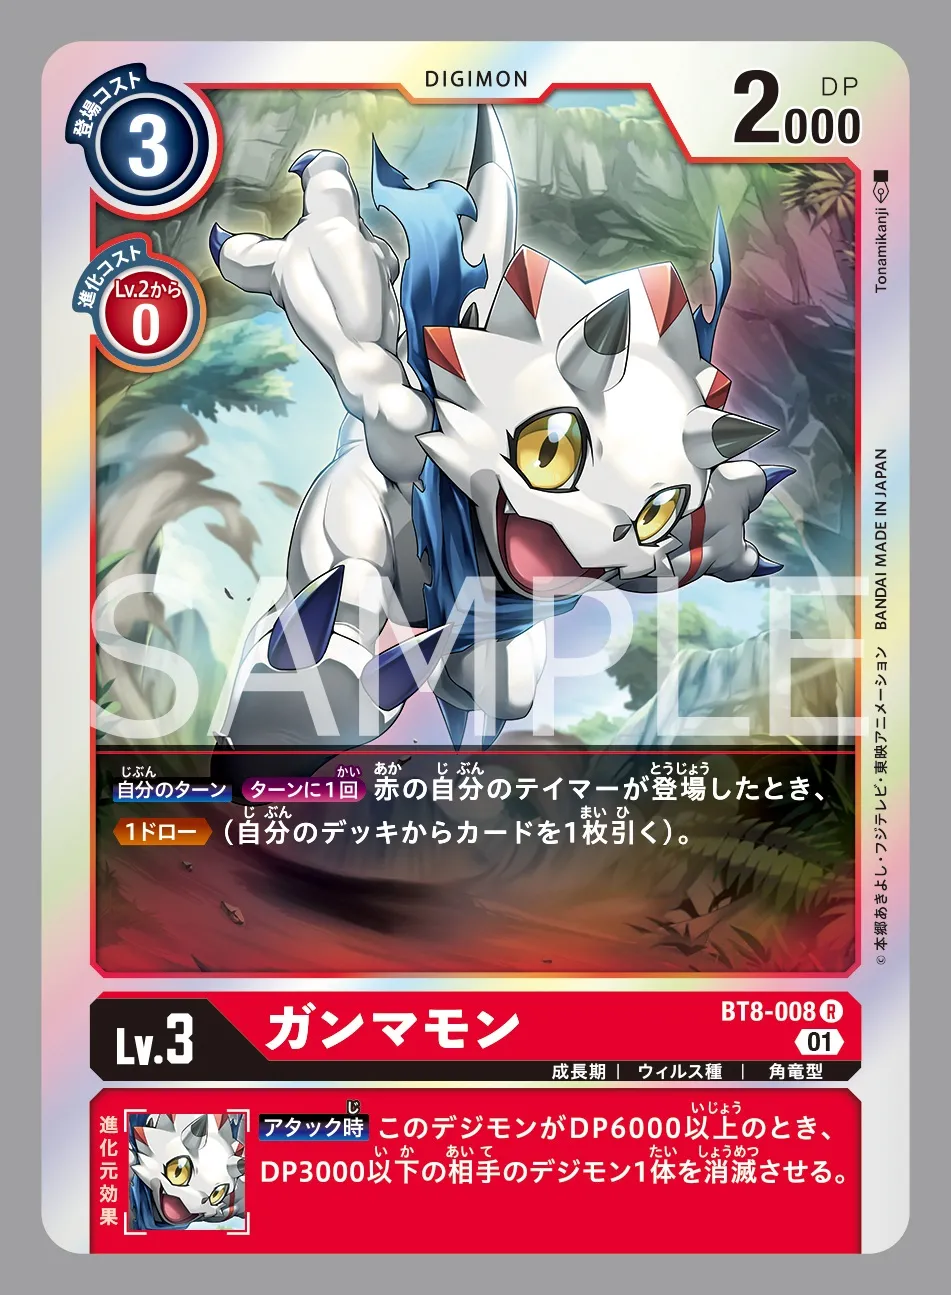 DIGIMON
登場コスト
3
DP
2000
進化コスト
Lv.2から
0
Tonamikanji
SAMPLE
自分のターン ターンに1回 赤の自分のテイマーが登場したとき、
1ドロー (自分のデッキからカードを1枚引く)。
©本郷あきよし・フジテレビ・東映アニメーション BANDAI MADE IN JAPAN
Lv.3
ガンマモン
BT8-008 R
01
成長期 | ウィルス種 | 角竜型
進化元効果
アタック時 このデジモンがDP6000以上のとき、
DP3000以下の相手のデジモン1体を消滅させる。